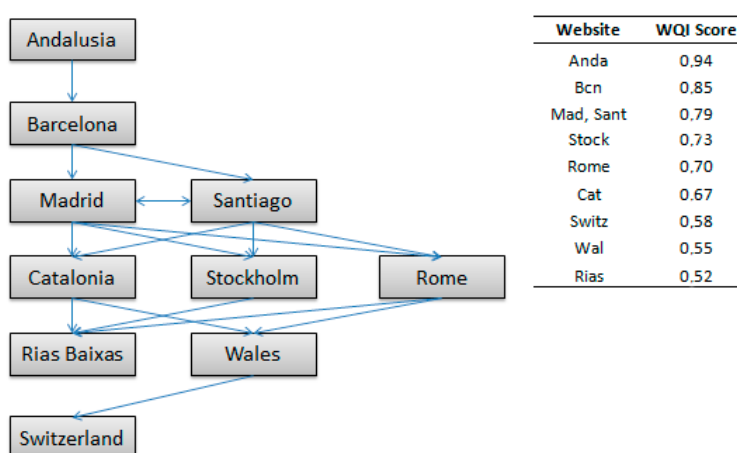 Andalusia
Barcelona
Madrid Santiago
Catalonia Stockholm Rome
Rias Baixas Wales
Switzerland
Website WQI Score
Anda 0,94
Bcn 0,85
Mad, Sant 0,79
Stock 0,73
Rome 0,70
Cat 0.67
Switz 0,58
Wal 0,55
Rias 0,52